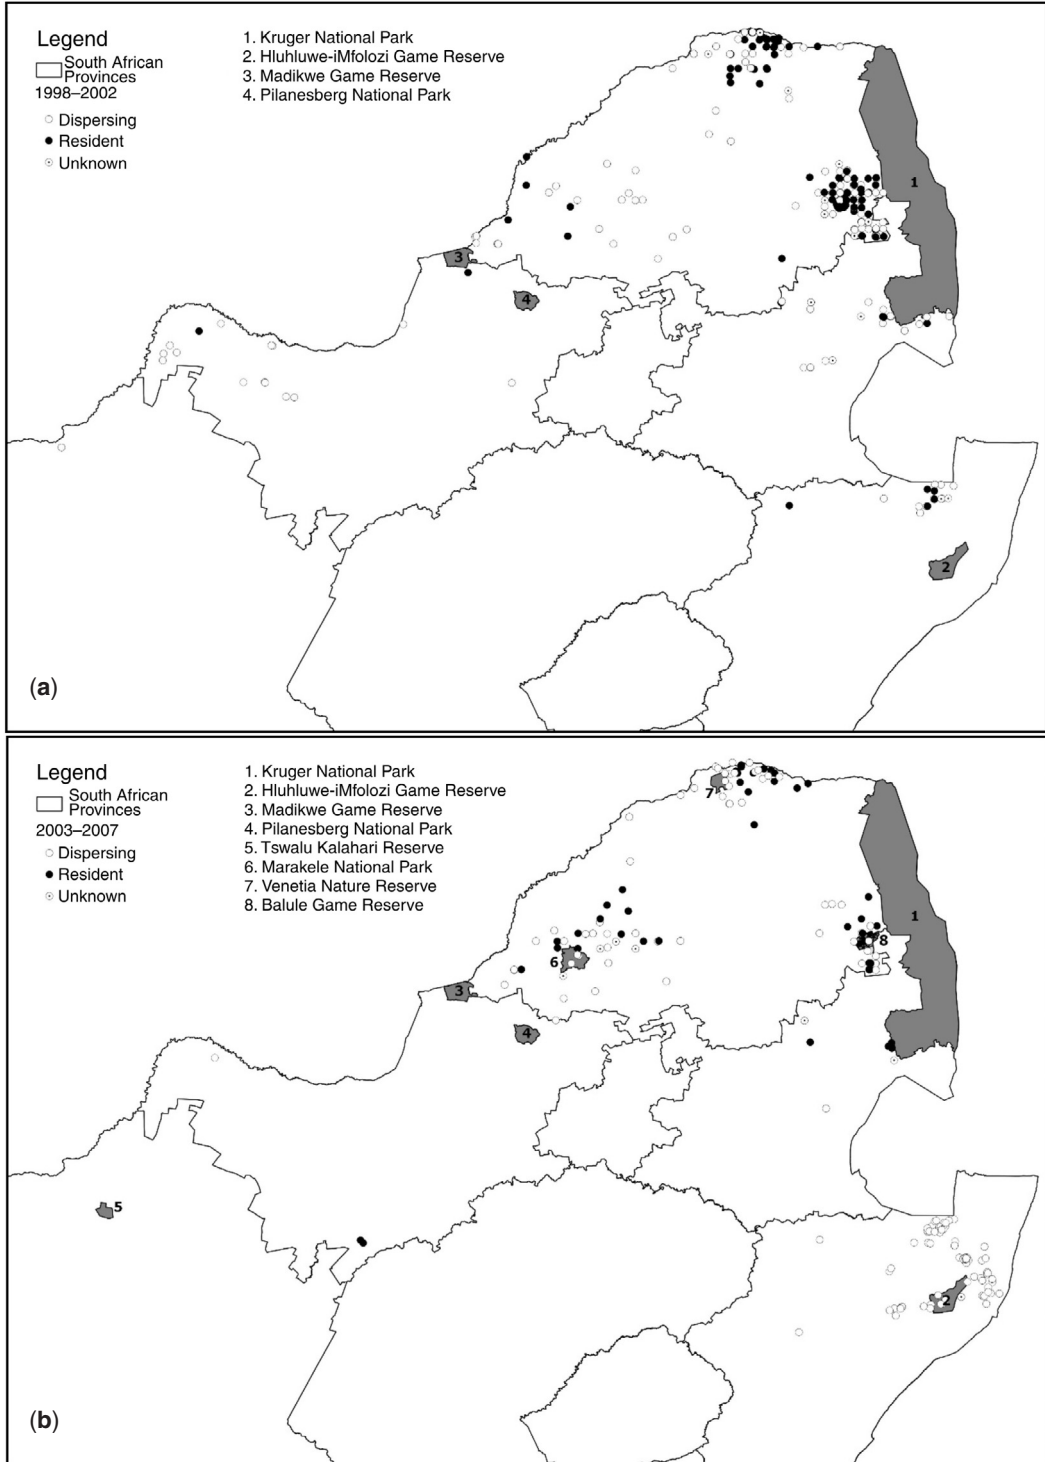 Legend
South African
Provinces
1998–2002
Dispersing
Resident
Unknown
1. Kruger National Park
2. Hluhluwe-iMfolozi Game Reserve
3. Madikwe Game Reserve
4. Pilanesberg National Park
1
3
4
2
(a)
Legend
South African
Provinces
2003–2007
Dispersing
Resident
Unknown
1. Kruger National Park
2. Hluhluwe-iMfolozi Game Reserve
3. Madikwe Game Reserve
4. Pilanesberg National Park
5. Tswalu Kalahari Reserve
6. Marakele National Park
7. Venetia Nature Reserve
8. Balule Game Reserve
7
1
8
6
3
4
5
2
(b)